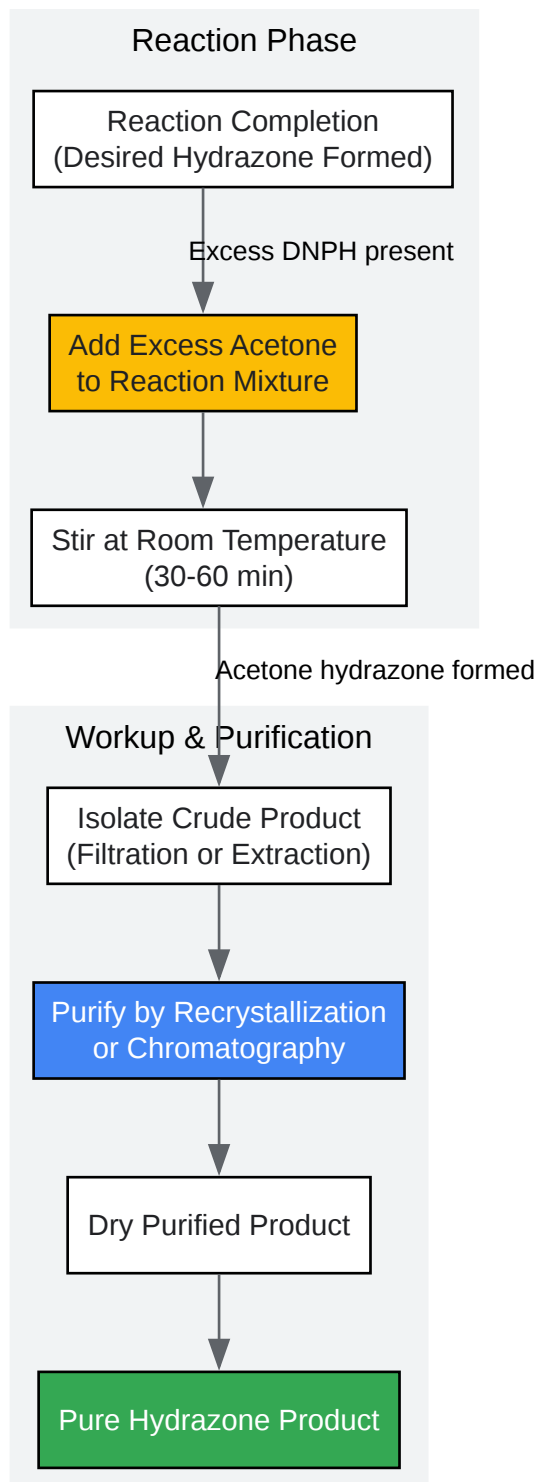 Reaction Phase
Reaction Completion
(Desired Hydrazone Formed)
Excess DNPH present
Add Excess Acetone
to Reaction Mixture
Stir at Room Temperature
(30-60 min)
Acetone hydrazone formed
Workup & Purification
Isolate Crude Product
(Filtration or Extraction)
Purify by Recrystallization
or Chromatography
Dry Purified Product
Pure Hydrazone Product